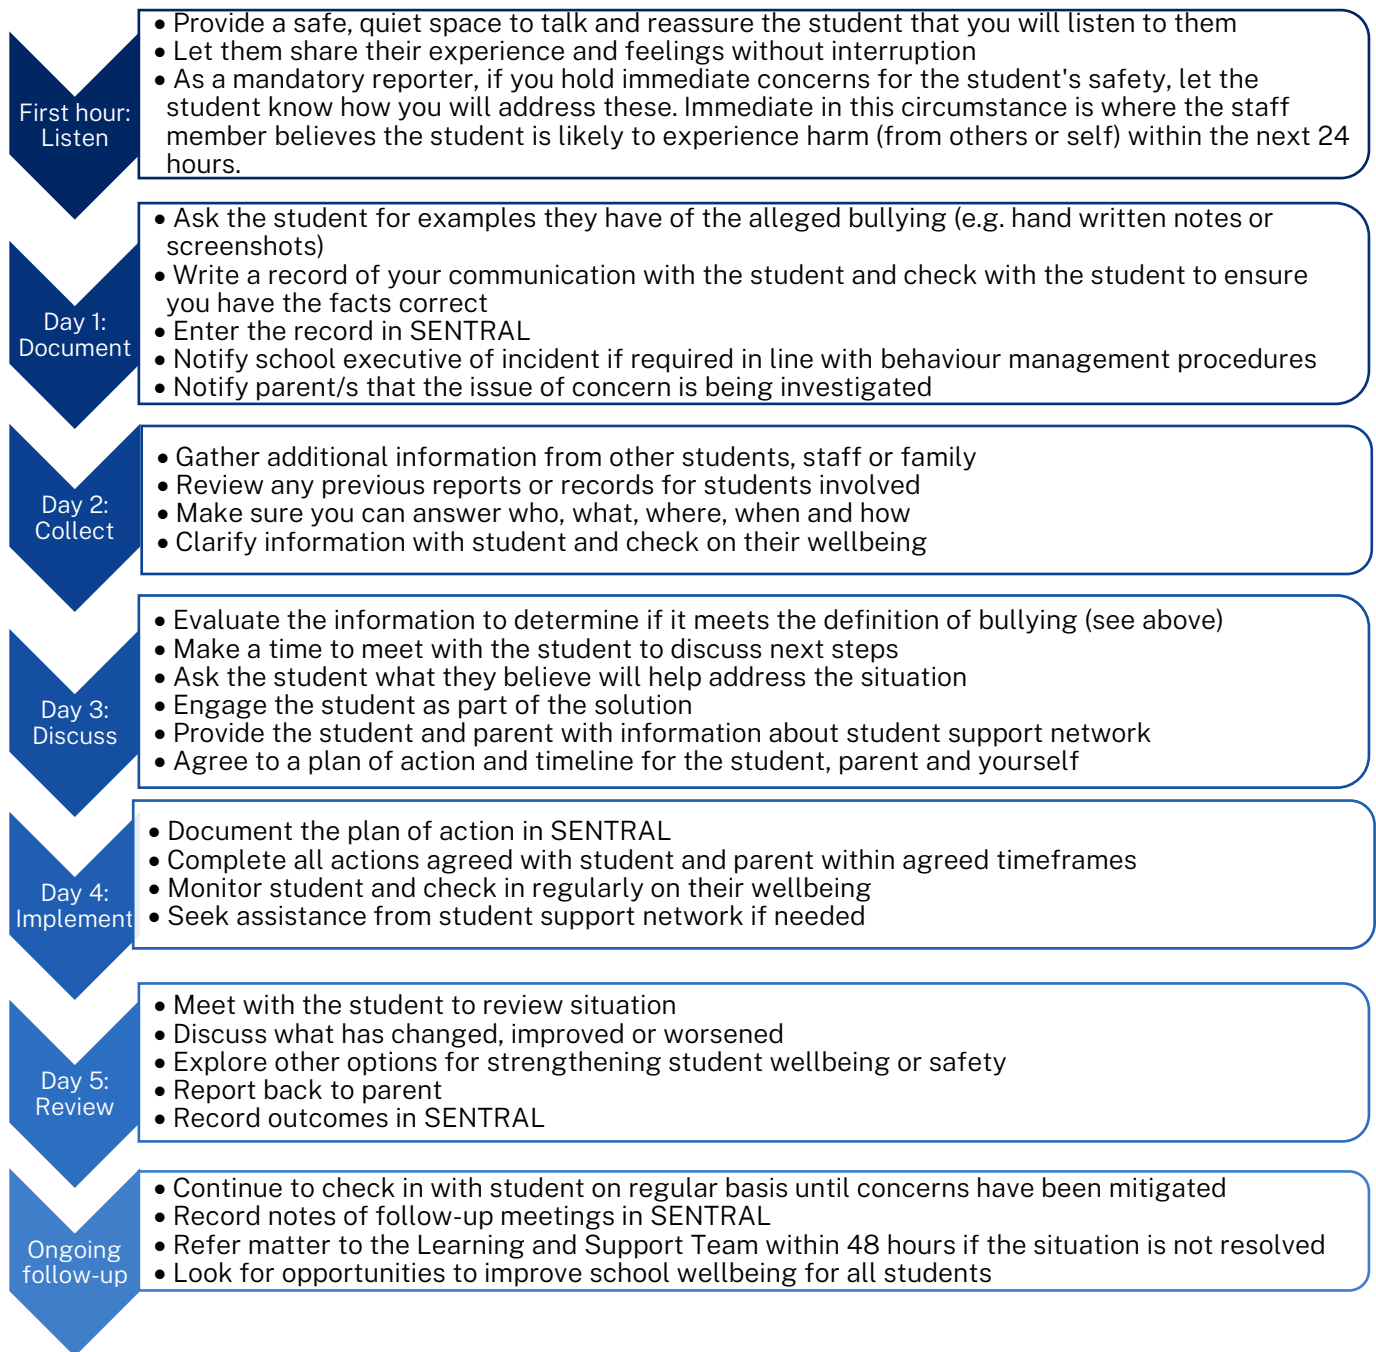 First hour:
Listen
• Provide a safe, quiet space to talk and reassure the student that you will listen to them
• Let them share their experience and feelings without interruption
• As a mandatory reporter, if you hold immediate concerns for the student's safety, let the
student know how you will address these. Immediate in this circumstance is where the staff
member believes the student is likely to experience harm (from others or self) within the next 24
hours.
Day 1:
Document
• Ask the student for examples they have of the alleged bullying (e.g. hand written notes or
screenshots)
• Write a record of your communication with the student and check with the student to ensure
you have the facts correct
• Enter the record in SENTRAL
• Notify school executive of incident if required in line with behaviour management procedures
• Notify parent/s that the issue of concern is being investigated
Day 2:
Collect
• Gather additional information from other students, staff or family
• Review any previous reports or records for students involved
• Make sure you can answer who, what, where, when and how
• Clarify information with student and check on their wellbeing
Day 3:
Discuss
• Evaluate the information to determine if it meets the definition of bullying (see above)
• Make a time to meet with the student to discuss next steps
• Ask the student what they believe will help address the situation
• Engage the student as part of the solution
• Provide the student and parent with information about student support network
• Agree to a plan of action and timeline for the student, parent and yourself
Day 4:
Implement
• Document the plan of action in SENTRAL
• Complete all actions agreed with student and parent within agreed timeframes
• Monitor student and check in regularly on their wellbeing
• Seek assistance from student support network if needed
Day 5:
Review
• Meet with the student to review situation
• Discuss what has changed, improved or worsened
• Explore other options for strengthening student wellbeing or safety
• Report back to parent
• Record outcomes in SENTRAL
Ongoing
follow-up
• Continue to check in with student on regular basis until concerns have been mitigated
• Record notes of follow-up meetings in SENTRAL
• Refer matter to the Learning and Support Team within 48 hours if the situation is not resolved
• Look for opportunities to improve school wellbeing for all students